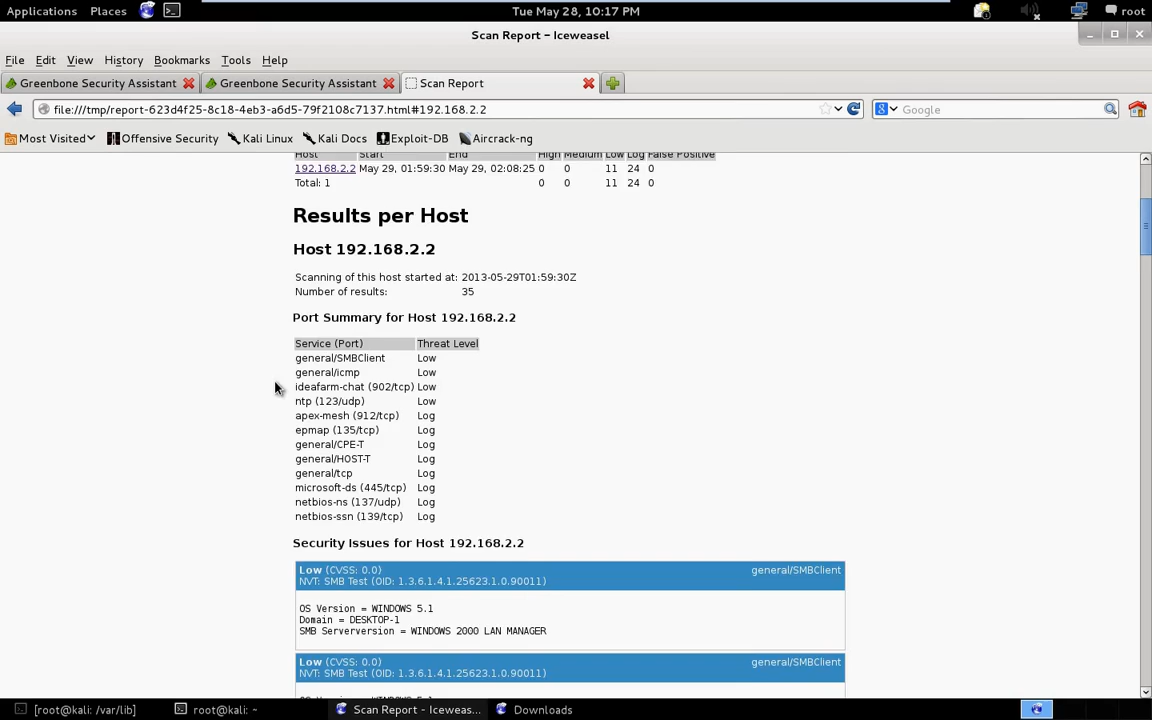 Applications Places Tue May 28, 10:17 PM root
Scan Report - Iceweasel
File Edit View History Bookmarks Tools Help
Greenbone Security Assistant Greenbone Security Assistant Scan Report
file:///tmp/report-623d4f25-8c18-4eb3-a6d5-79f2108c7137.html#192.168.2.2 Google
Most Visited Offensive Security Kali Linux Kali Docs Exploit-DB Aircrack-ng
Host Start End High Medium Low Log False Positive
192.168.2.2 May 29, 01:59:30 May 29, 02:08:25 0 0 11 24 0
Total: 1 0 0 11 24 0
Results per Host
Host 192.168.2.2
Scanning of this host started at: 2013-05-29T01:59:30Z
Number of results: 35
Port Summary for Host 192.168.2.2
Service (Port) Threat Level
general/SMBClient Low
general/icmp Low
ideafarm-chat (902/tcp) Low
ntp (123/udp) Low
apex-mesh (912/tcp) Log
epmap (135/tcp) Log
general/CPE-T Log
general/HOST-T Log
general/tcp Log
microsoft-ds (445/tcp) Log
netbios-ns (137/udp) Log
netbios-ssn (139/tcp) Log
Security Issues for Host 192.168.2.2
Low (CVSS: 0.0) general/SMBClient
NVT: SMB Test (OID: 1.3.6.1.4.1.25623.1.0.90011)
OS Version = WINDOWS 5.1
Domain = DESKTOP-1
SMB Serverversion = WINDOWS 2000 LAN MANAGER
Low (CVSS: 0.0) general/SMBClient
NVT: SMB Test (OID: 1.3.6.1.4.1.25623.1.0.90011)
[root@kali: /var/lib] root@kali: ~ Scan Report - Iceweas... Downloads